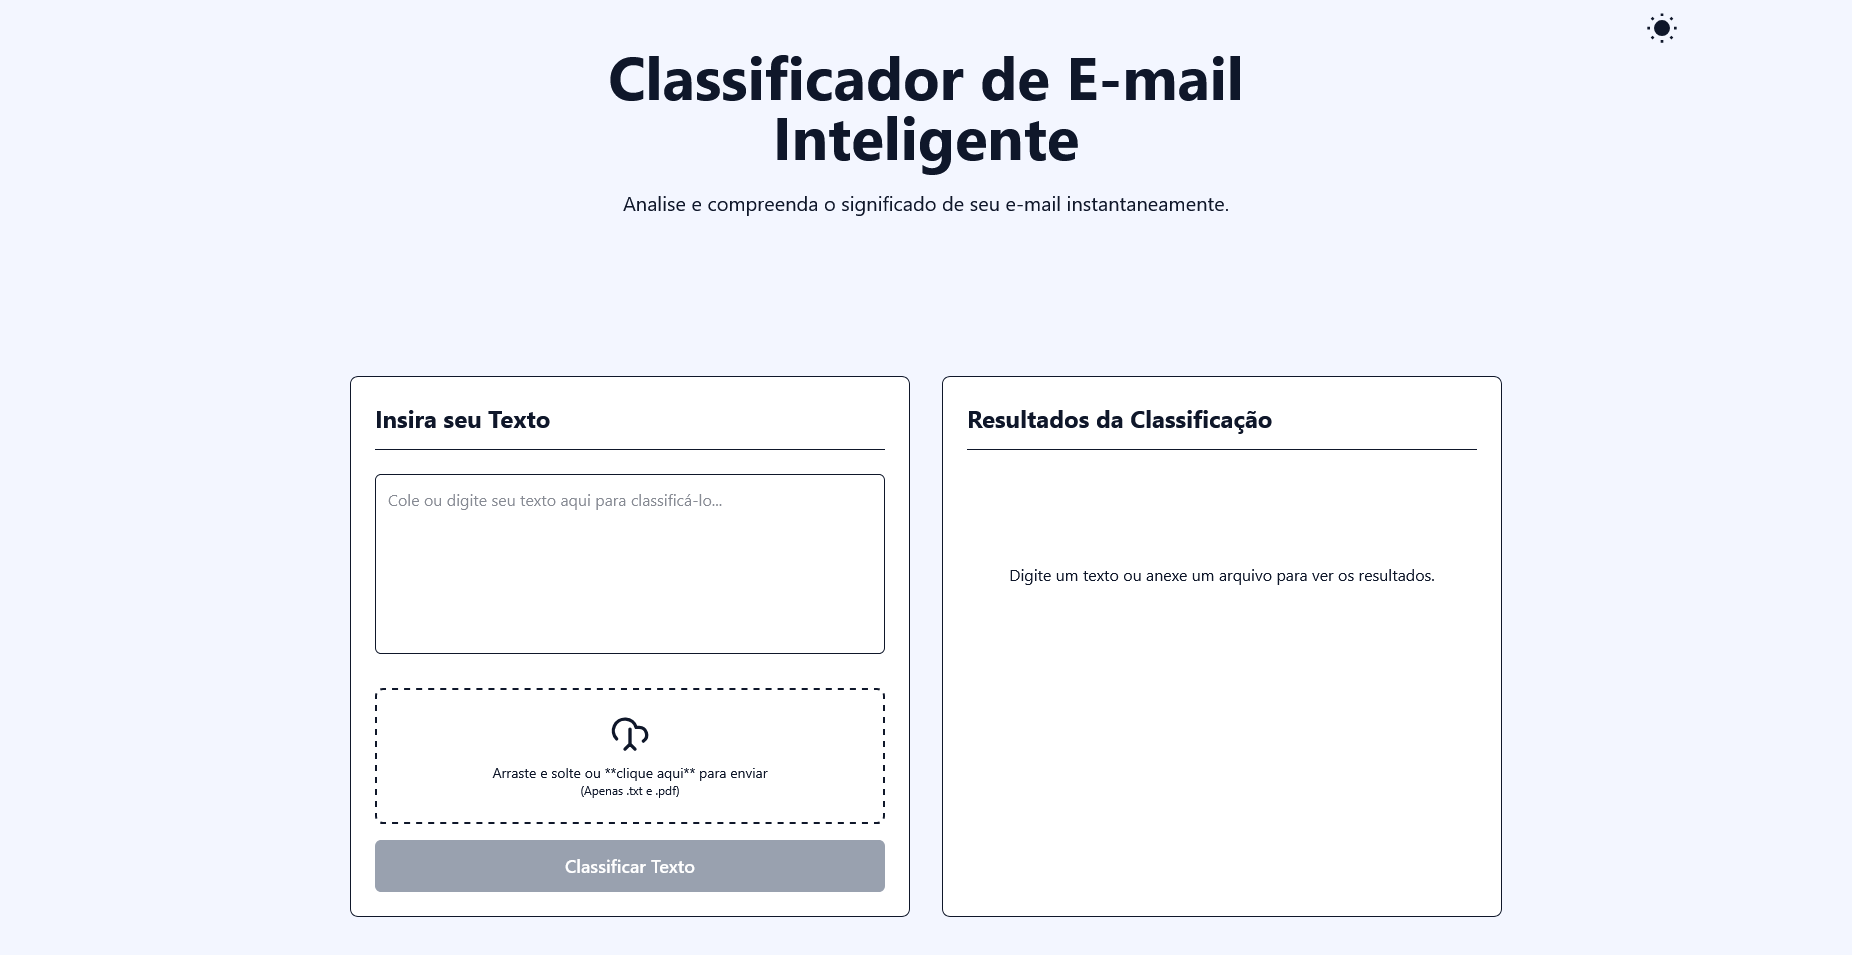 Classificador de E-mail
Inteligente
Analise e compreenda o significado de seu e-mail instantaneamente.
Insira seu Texto
Cole ou digite seu texto aqui para classificá-lo...
Arraste e solte ou **clique aqui** para enviar
(Apenas .txt e .pdf)
Classificar Texto
Resultados da Classificação
Digite um texto ou anexe um arquivo para ver os resultados.